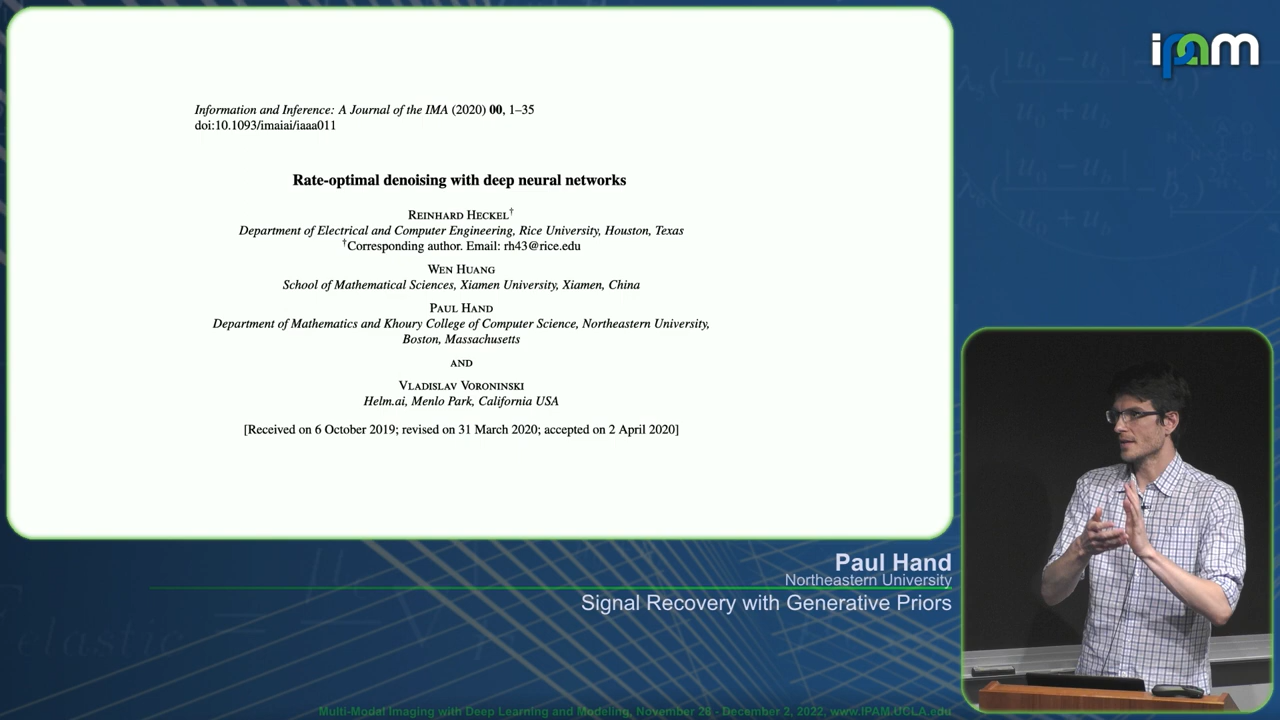 Information and Inference: A Journal of the IMA (2020) 00, 1–35
doi:10.1093/imaiai/iaaa011
Rate-optimal denoising with deep neural networks
REINHARD HECKEL†
Department of Electrical and Computer Engineering, Rice University, Houston, Texas
†Corresponding author. Email: rh43@rice.edu
WEN HUANG
School of Mathematical Sciences, Xiamen University, Xiamen, China
PAUL HAND
Department of Mathematics and Khoury College of Computer Science, Northeastern University,
Boston, Massachusetts
AND
VLADISLAV VORONINSKI
Helm.ai, Menlo Park, California USA
[Received on 6 October 2019; revised on 31 March 2020; accepted on 2 April 2020]
ipam
Paul Hand
Northeastern University
Signal Recovery with Generative Priors
elastic
Multi-Modal Imaging with Deep Learning and Modeling, November 28 - December 2, 2022, www.IPAM.UCLA.edu